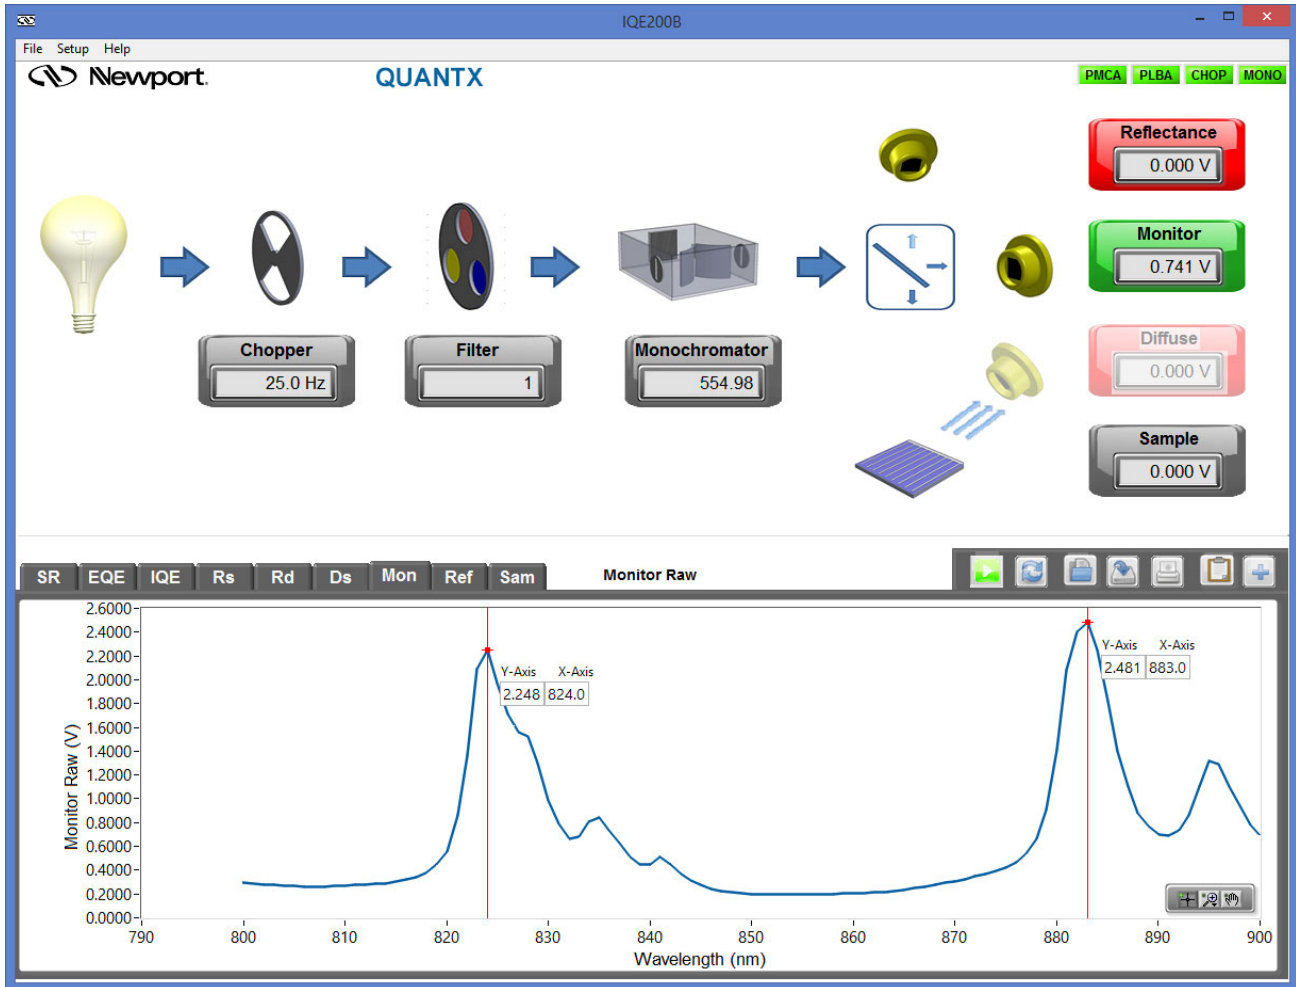 IQE200B
File Setup Help
Newport. QUANTX PMCA PLBA CHOP MONO
Reflectance
0.000 V
Monitor
0.741 V
Diffuse
0.000 V
Sample
0.000 V
Chopper
25.0 Hz
Filter
1
Monochromator
554.98
SR EQE IQE Rs Rd Ds Mon Ref Sam Monitor Raw
2.6000
2.4000
2.2000
2.0000
1.8000
1.6000
1.4000
1.2000
1.0000
0.8000
0.6000
0.4000
0.2000
0.0000
Monitor Raw (V)
Y-Axis X-Axis
2.248 824.0
Y-Axis X-Axis
2.481 883.0
790 800 810 820 830 840 850 860 870 880 890 900
Wavelength (nm)